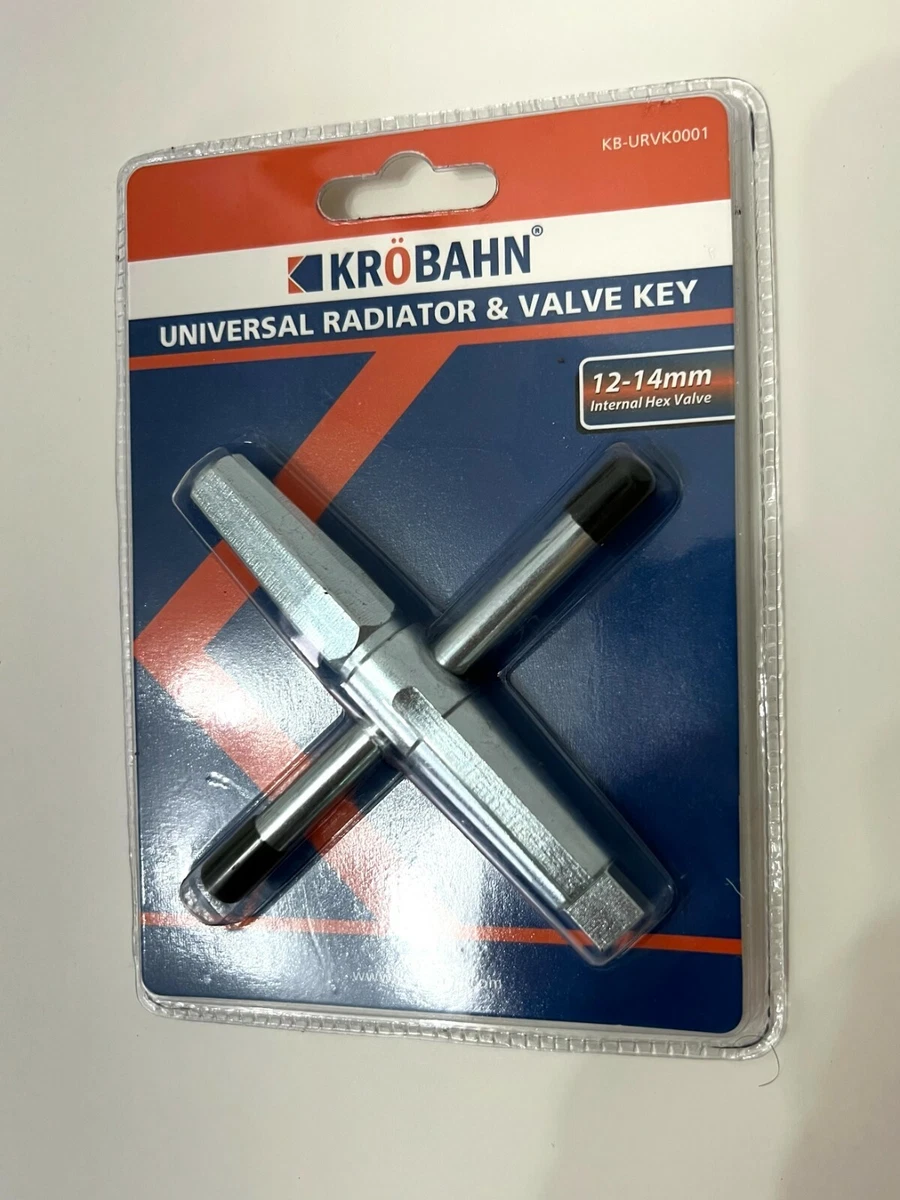 KB-URVK0001
KRÖBAHN®
UNIVERSAL RADIATOR & VALVE KEY
12-14mm
Internal Hex Valve